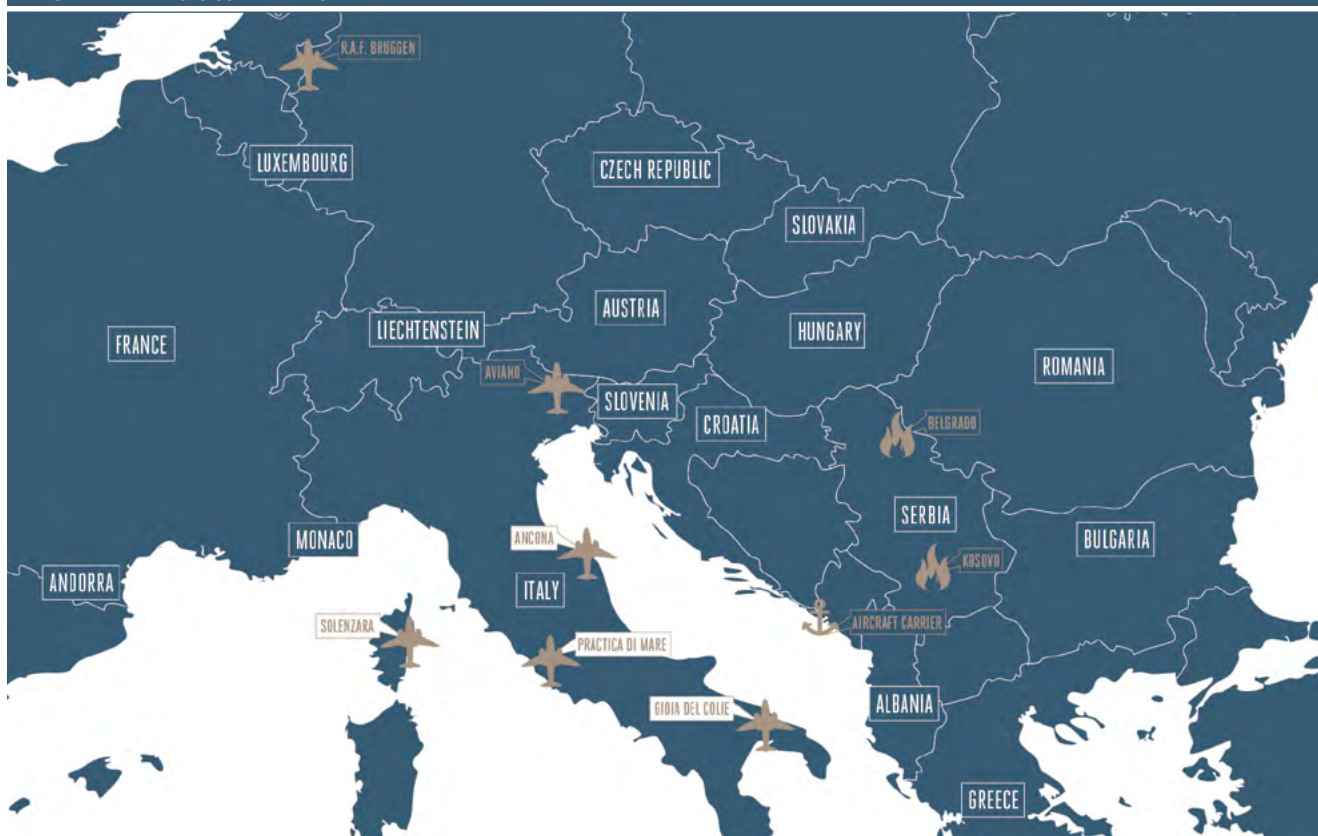 R.A.F. BRUGGEN
LUXEMBOURG
CZECH REPUBLIC
SLOVAKIA
AUSTRIA
LIECHTENSTEIN
HUNGARY
FRANCE
ROMANIA
AVIANO
SLOVENIA
CROATIA
BELGRADO
SERBIA
ANCONA
MONACO
BULGARIA
KOSOVO
ANDORRA
ITALY
SOLENZARA
AIRCRAFT CARRIER
PRACTICA DI MARE
ALBANIA
GIOIA DEL COLIE
GREECE